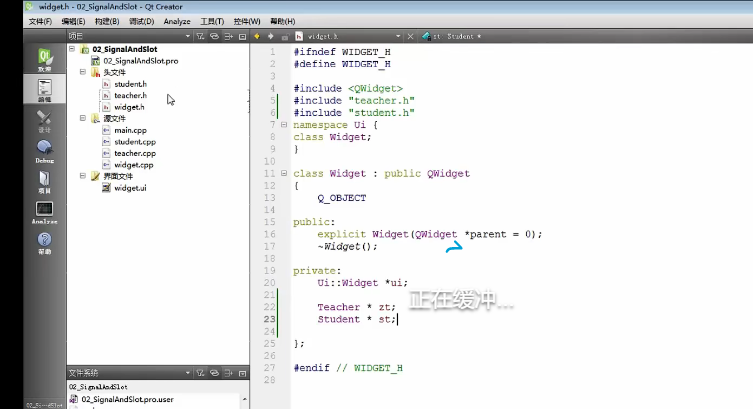 widget.h - 02_SignalAndSlot - Qt Creator
文件(F) 编辑(E) 构建(B) 调试(D) Analyze 工具(T) 控件(W) 帮助(H)
项目
widget.h
st: Student *
欢迎
编辑
设计
Debug
项目
Analyze
帮助
02_SignalAndSlot
02_SignalAndSlot
02_SignalAndSlot.pro
头文件
student.h
teacher.h
widget.h
源文件
main.cpp
student.cpp
teacher.cpp
widget.cpp
界面文件
widget.ui
文件系统
02_SignalAndSlot
02_SignalAndSlot.pro.user
1 #ifndef WIDGET_H
2 #define WIDGET_H
3
4 #include <QWidget>
5 #include "teacher.h"
6 #include "student.h"
7 namespace Ui {
8 class Widget;
9 }
10
11 class Widget : public QWidget
12 {
13 Q_OBJECT
14
15 public:
16 explicit Widget(QWidget *parent = 0);
17 ~Widget();
18
19 private:
20 Ui::Widget *ui;
21
22 Teacher * zt;
23 Student * st;
24
25 };
26
27 #endif // WIDGET_H
28
正在缓冲...